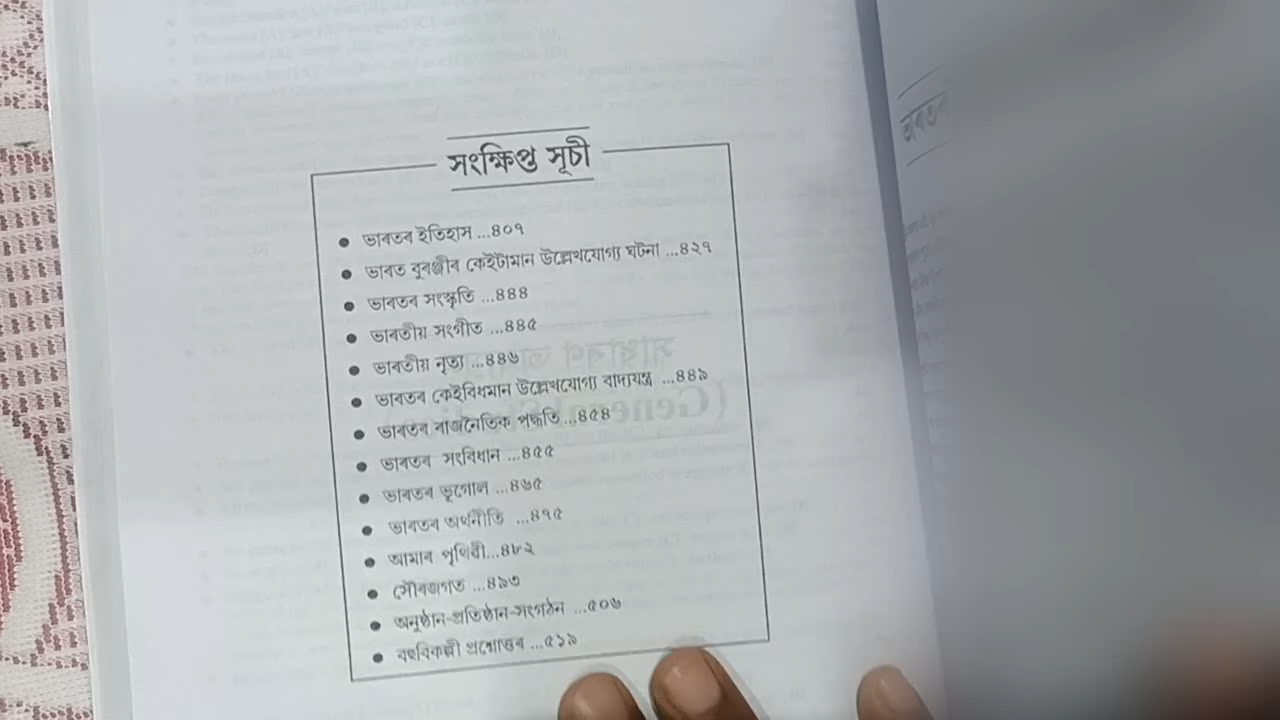 সংক্ষিপ্ত সূচী
● ভাৰতৰ ইতিহাস ...৪০৭
● ভাৰত বুৰঞ্জীৰ কেইটামান উল্লেখযোগ্য ঘটনা ...৪২৭
● ভাৰতৰ সংস্কৃতি ...৪৪৪
● ভাৰতীয় সংগীত ...৪৪৫
● ভাৰতীয় নৃত্য ...৪৪৬
● ভাৰতৰ কেইবিধমান উল্লেখযোগ্য বাদ্যযন্ত্ৰ ...৪৪৯
● ভাৰতৰ ৰাজনৈতিক পদ্ধতি ...৪৫৪
● ভাৰতৰ সংবিধান ...৪৫৫
● ভাৰতৰ ভূগোল ...৪৬৫
● ভাৰতৰ অৰ্থনীতি ...৪৭৫
● আমাৰ পৃথিৱী...৪৮২
● সৌৰজগত ...৪৯৩
● অনুষ্ঠান-প্ৰতিষ্ঠান-সংগঠন ...৫০৬
● বহুবিকল্পী প্ৰশ্নোত্তৰ ...৫১৯